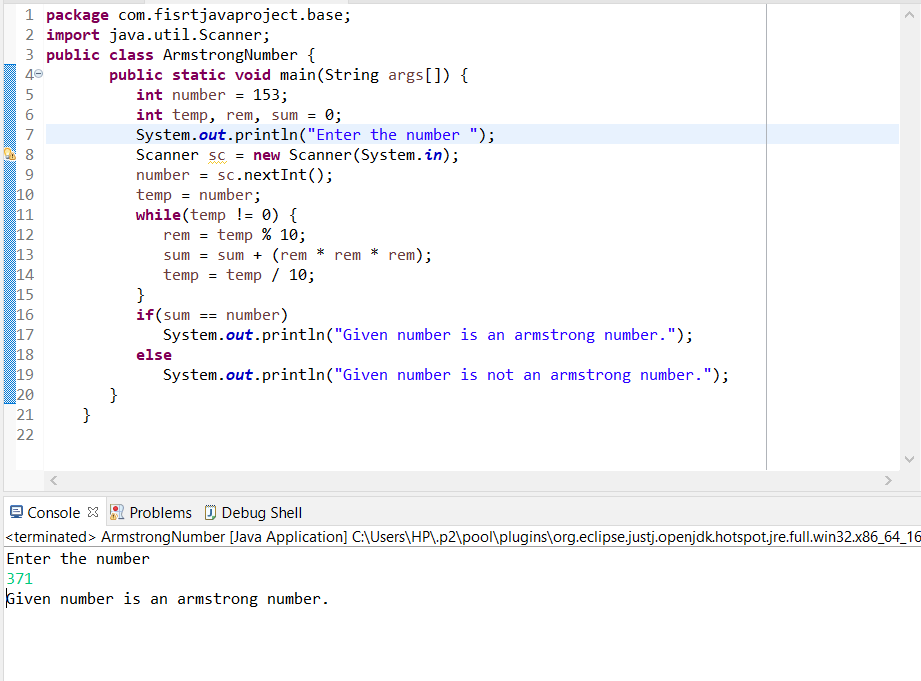 1 package com.fisrtjavaproject.base;
2 import java.util.Scanner;
3 public class ArmstrongNumber {
4 public static void main(String args[]) {
5 int number = 153;
6 int temp, rem, sum = 0;
7 System.out.println("Enter the number ");
8 Scanner sc = new Scanner(System.in);
9 number = sc.nextInt();
10 temp = number;
11 while(temp != 0) {
12 rem = temp % 10;
13 sum = sum + (rem * rem * rem);
14 temp = temp / 10;
15 }
16 if(sum == number)
17 System.out.println("Given number is an armstrong number.");
18 else
19 System.out.println("Given number is not an armstrong number.");
20 }
21 }
22
Console Problems Debug Shell
<terminated> ArmstrongNumber [Java Application] C:\Users\HP\.p2\pool\plugins\org.eclipse.justj.openjdk.hotspot.jre.full.win32.x86_64_16
Enter the number
371
Given number is an armstrong number.